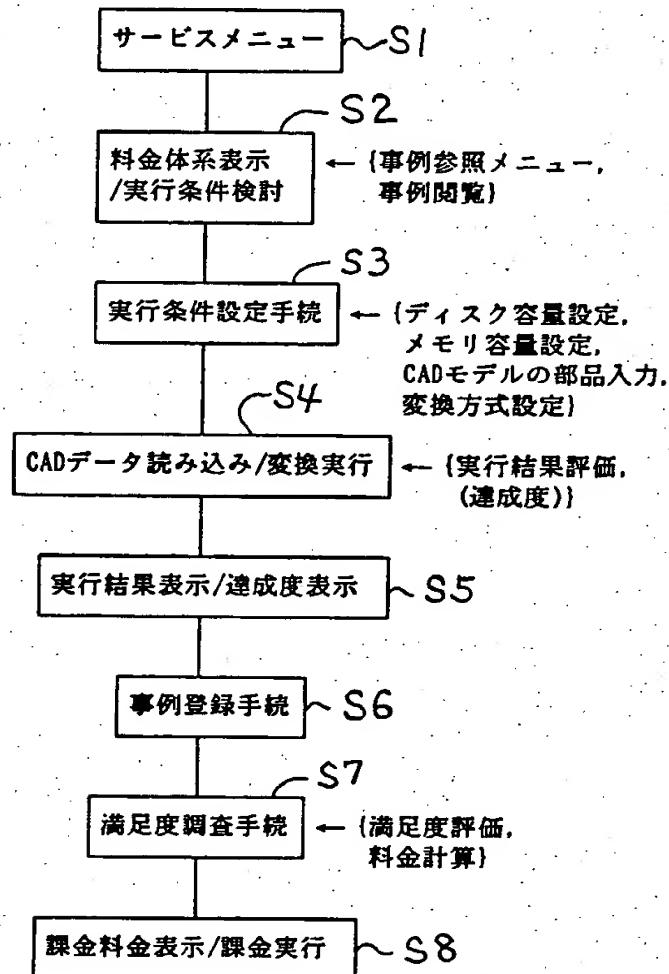 サービスメニュー
S1
S2
料金体系表示
/実行条件検討
← {事例参照メニュー,
事例閲覧}
S3
実行条件設定手続
← {ディスク容量設定,
メモリ容量設定,
CADモデルの部品入力,
変換方式設定}
S4
CADデータ読み込み/変換実行
← {実行結果評価,
(達成度)}
実行結果表示/達成度表示
S5
事例登録手続
S6
S7
満足度調査手続
← {満足度評価,
料金計算}
課金料金表示/課金実行
S8